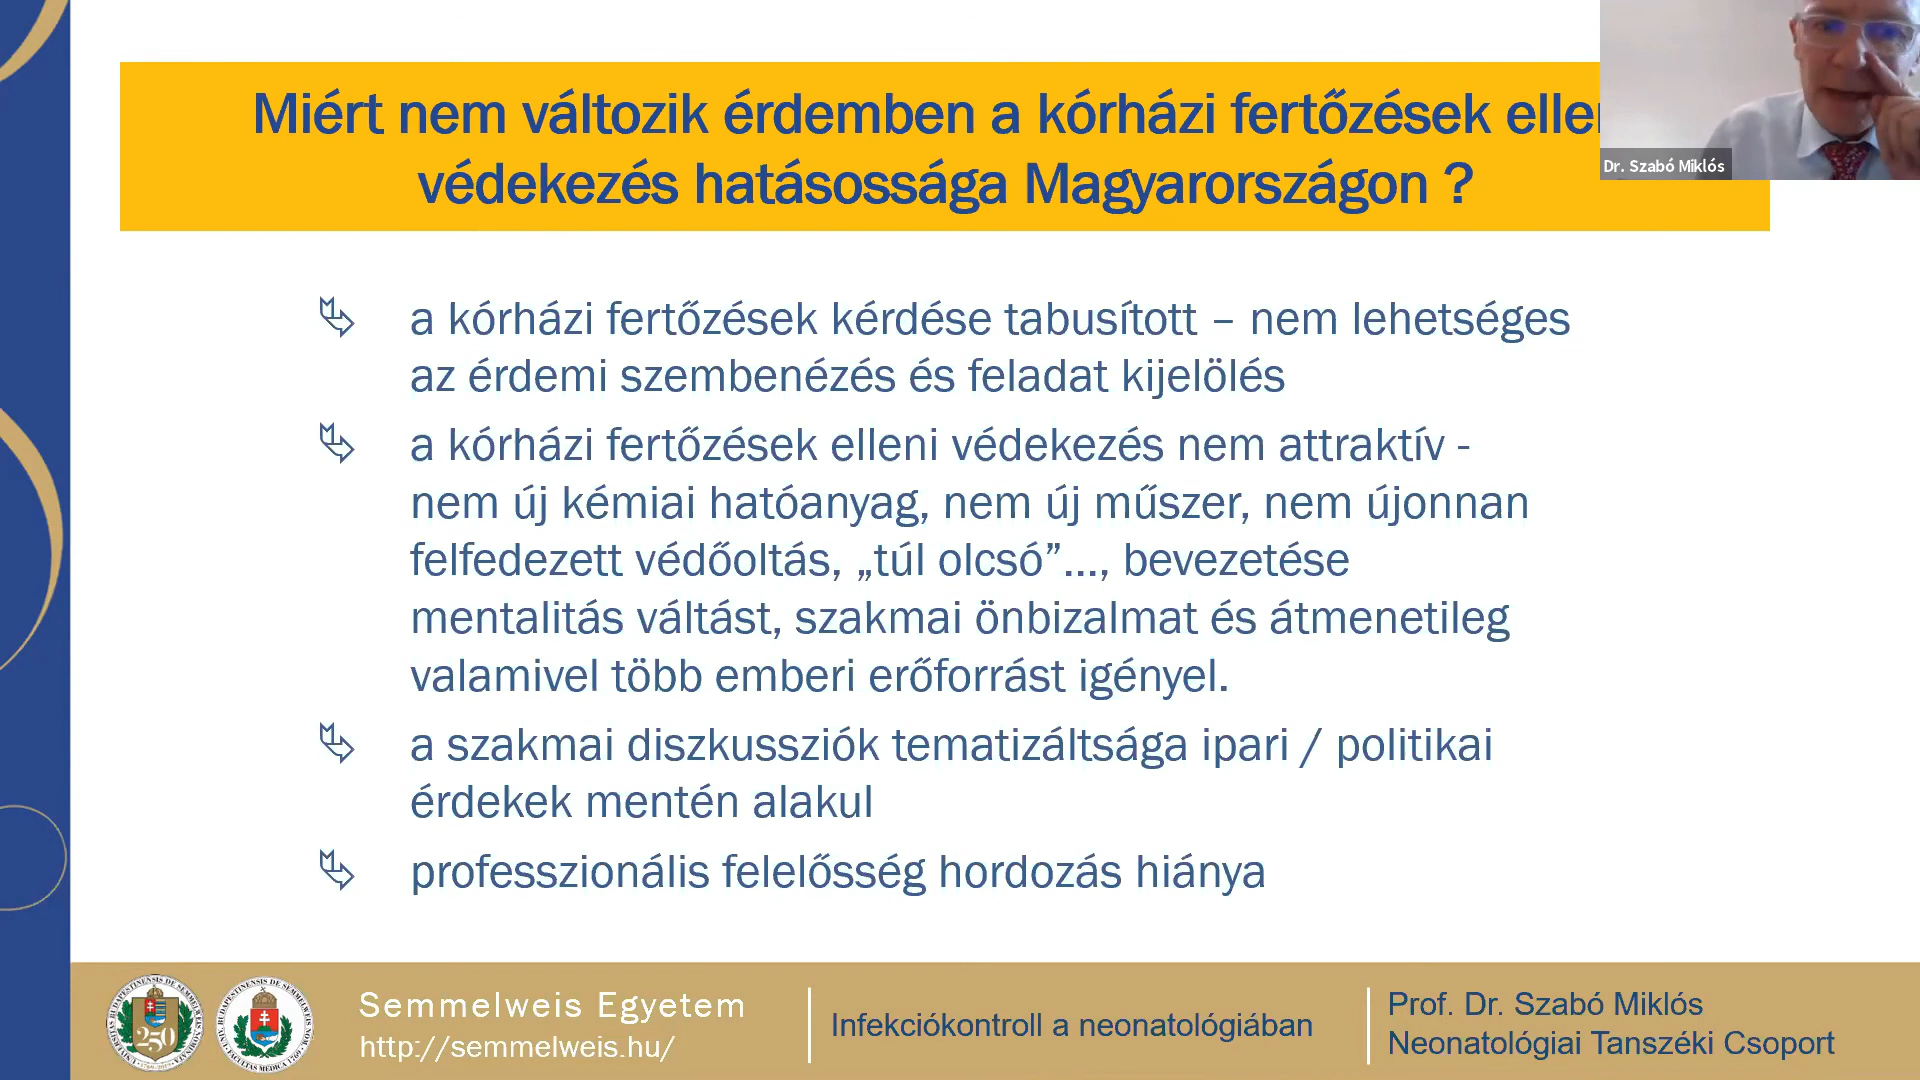 Miért nem változik érdemben a kórházi fertőzések elle
védekezés hatásossága Magyarországon ?
Dr. Szabó Miklós
a kórházi fertőzések kérdése tabusított – nem lehetséges
az érdemi szembenézés és feladat kijelölés
a kórházi fertőzések elleni védekezés nem attraktív -
nem új kémiai hatóanyag, nem új műszer, nem újonnan
felfedezett védőoltás, „túl olcsó”..., bevezetése
mentalitás váltást, szakmai önbizalmat és átmenetileg
valamivel több emberi erőforrást igényel.
a szakmai diszkussziók tematizáltsága ipari / politikai
érdekek mentén alakul
professzionális felelősség hordozás hiánya
250
Semmelweis Egyetem
http://semmelweis.hu/
Infekciókontroll a neonatológiában
Prof. Dr. Szabó Miklós
Neonatológiai Tanszéki Csoport